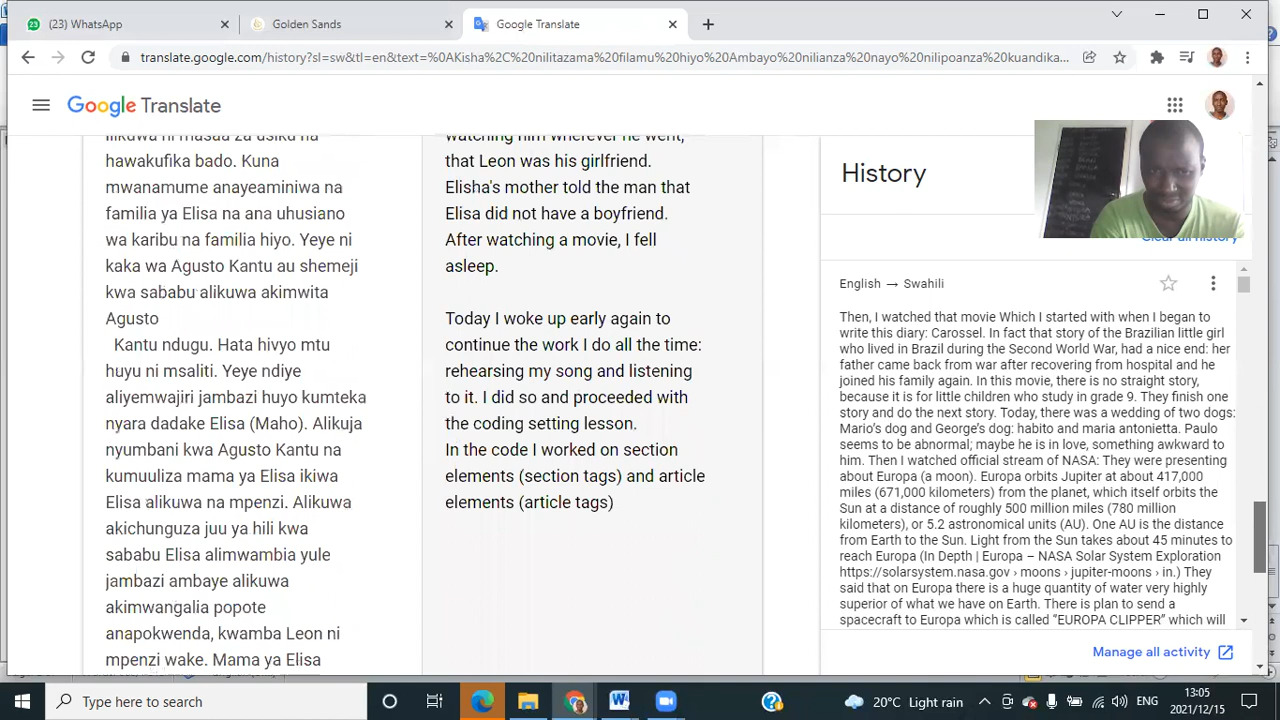 (23) WhatsApp
Golden Sands
Google Translate
translate.google.com/history?sl=sw&tl=en&text=%0AKisha%2C%20nilitazama%20filamu%20hiyo%20Ambayo%20nilianza%20nayo%20nilipoanza%20kuandika...
Google Translate
ilikuwa ni masaa za usiku na
hawakufika bado. Kuna
mwanamume anayeaminiwa na
familia ya Elisa na ana uhusiano
wa karibu na familia hiyo. Yeye ni
kaka wa Agusto Kantu au shemeji
kwa sababu alikuwa akimwita
Agusto
Kantu ndugu. Hata hivyo mtu
huyu ni msaliti. Yeye ndiye
aliyemwajiri jambazi huyo kumteka
nyara dadake Elisa (Maho). Alikuja
nyumbani kwa Agusto Kantu na
kumuuliza mama ya Elisa ikiwa
Elisa alikuwa na mpenzi. Alikuwa
akichunguza juu ya hili kwa
sababu Elisa alimwambia yule
jambazi ambaye alikuwa
akimwangalia popote
anapokwenda, kwamba Leon ni
mpenzi wake. Mama ya Elisa
watching him wherever he went,
that Leon was his girlfriend.
Elisha's mother told the man that
Elisa did not have a boyfriend.
After watching a movie, I fell
asleep.
Today I woke up early again to
continue the work I do all the time:
rehearsing my song and listening
to it. I did so and proceeded with
the coding setting lesson.
In the code I worked on section
elements (section tags) and article
elements (article tags)
History
Clear all history
English → Swahili
Then, I watched that movie Which I started with when I began to
write this diary: Carossel. In fact that story of the Brazilian little girl
who lived in Brazil during the Second World War, had a nice end: her
father came back from war after recovering from hospital and he
joined his family again. In this movie, there is no straight story,
because it is for little children who study in grade 9. They finish one
story and do the next story. Today, there was a wedding of two dogs:
Mario's dog and George's dog: habito and maria antonietta. Paulo
seems to be abnormal; maybe he is in love, something awkward to
him. Then I watched official stream of NASA: They were presenting
about Europa (a moon). Europa orbits Jupiter at about 417,000
miles (671,000 kilometers) from the planet, which itself orbits the
Sun at a distance of roughly 500 million miles (780 million
kilometers), or 5.2 astronomical units (AU). One AU is the distance
from Earth to the Sun. Light from the Sun takes about 45 minutes to
reach Europa (In Depth | Europa – NASA Solar System Exploration
https://solarsystem.nasa.gov › moons › jupiter-moons › in.) They
said that on Europa there is a huge quantity of water very highly
superior of what we have on Earth. There is plan to send a
spacecraft to Europa which is called “EUROPA CLIPPER” which will
Manage all activity
Type here to search
20°C Light rain
ENG
13:05
2021/12/15